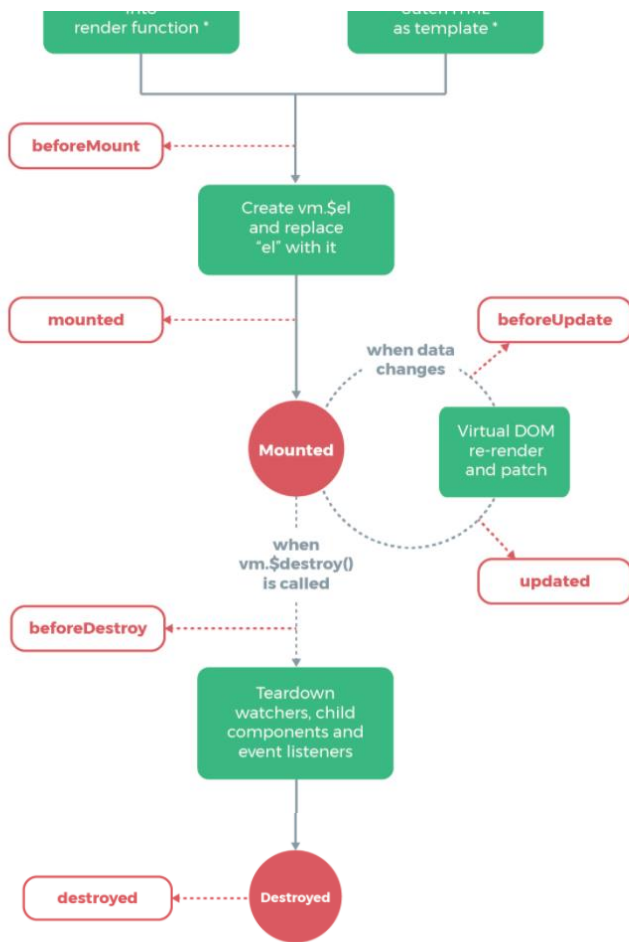 render function *
as template *
beforeMount
Create vm.$el
and replace
“el” with it
mounted
beforeUpdate
when data
changes
Mounted
Virtual DOM
re-render
and patch
when
vm.$destroy()
is called
updated
beforeDestroy
Teardown
watchers, child
components and
event listeners
destroyed
Destroyed